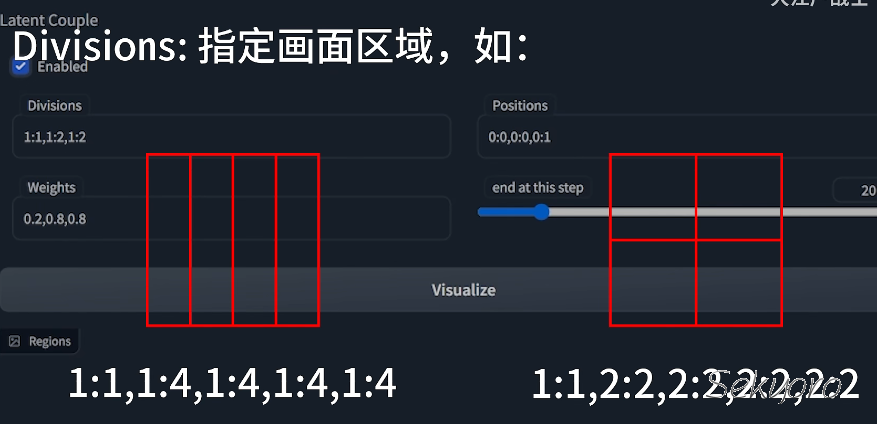 Latent Couple
Divisions: 指定画面区域，如：
Enabled
Divisions
Positions
1:1,1:2,1:2
0:0,0:0,0:1
Weights
end at this step
20
0.2,0.8,0.8
Visualize
Regions
1:1,1:4,1:4,1:4,1:4
1:1,2:2,2:2,2:2,2:2
Sekypro